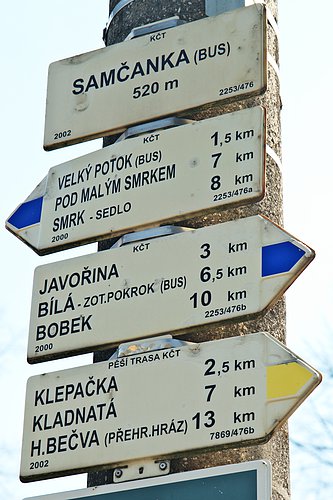 KČT
SAMČANKA (BUS)
520 m
2002 2253/476
KČT
VELKÝ POTOK (BUS) 1,5 km
POD MALÝM SMRKEM 7 km
SMRK - SEDLO 8 km
2000 2253/476a
KČT
JAVOŘINA 3 km
BÍLÁ - ZOT.POKROK (BUS) 6,5 km
BOBEK 10 km
2000 2253/476b
PĚŠÍ TRASA KČT
KLEPAČKA 2,5 km
KLADNATÁ 7 km
H.BEČVA (PŘEHR.HRÁZ) 13 km
2002 7869/476b